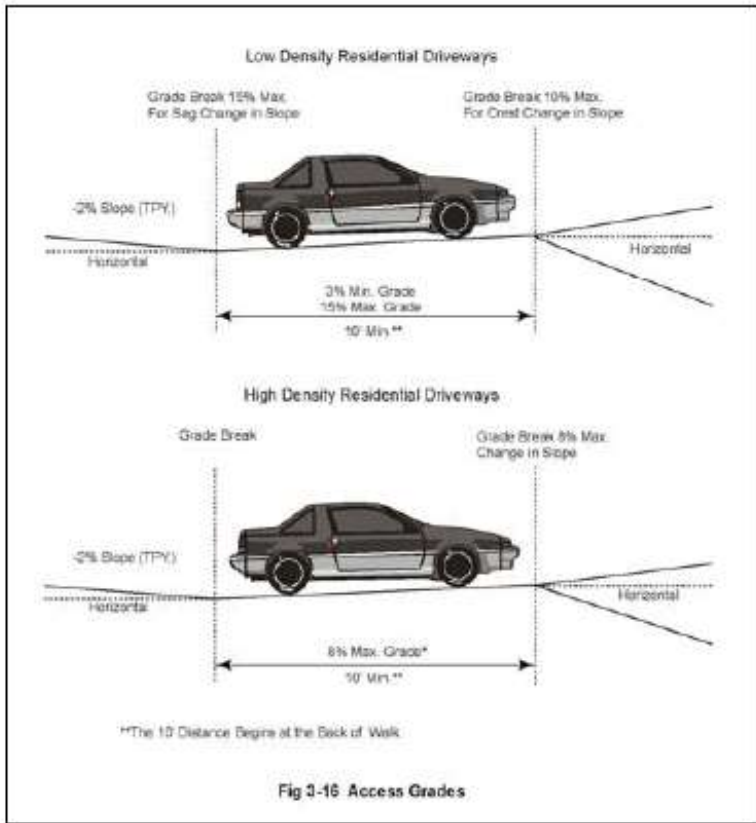 Low Density Residential Driveways
Grade Break 15% Max.
For Sag Change in Slope
Grade Break 10% Max.
For Crest Change in Slope
-2% Slope (TPY.)
Horizontal
Horizontal
3% Min. Grade
15% Max. Grade
10' Min **
High Density Residential Driveways
Grade Break
Grade Break 8% Max.
Change in Slope
-2% Slope (TPY.)
Horizontal
Horizontal
8% Max. Grade*
10' Min **
**The 10' Distance Begins at the Back of Walk
Fig 3-16 Access Grades